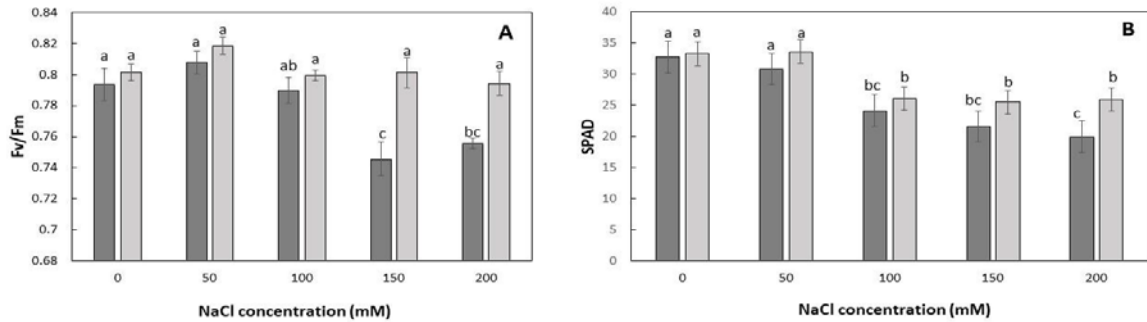 A
0.84
0.82
0.8
0.78
0.76
0.74
0.72
0.7
0.68
Fv/Fm
a a a a ab a c a bc a
0 50 100 150 200
NaCl concentration (mM)
B
40
35
30
25
20
15
10
5
0
SPAD
a a a a bc b bc b c b
0 50 100 150 200
NaCl concentration (mM)